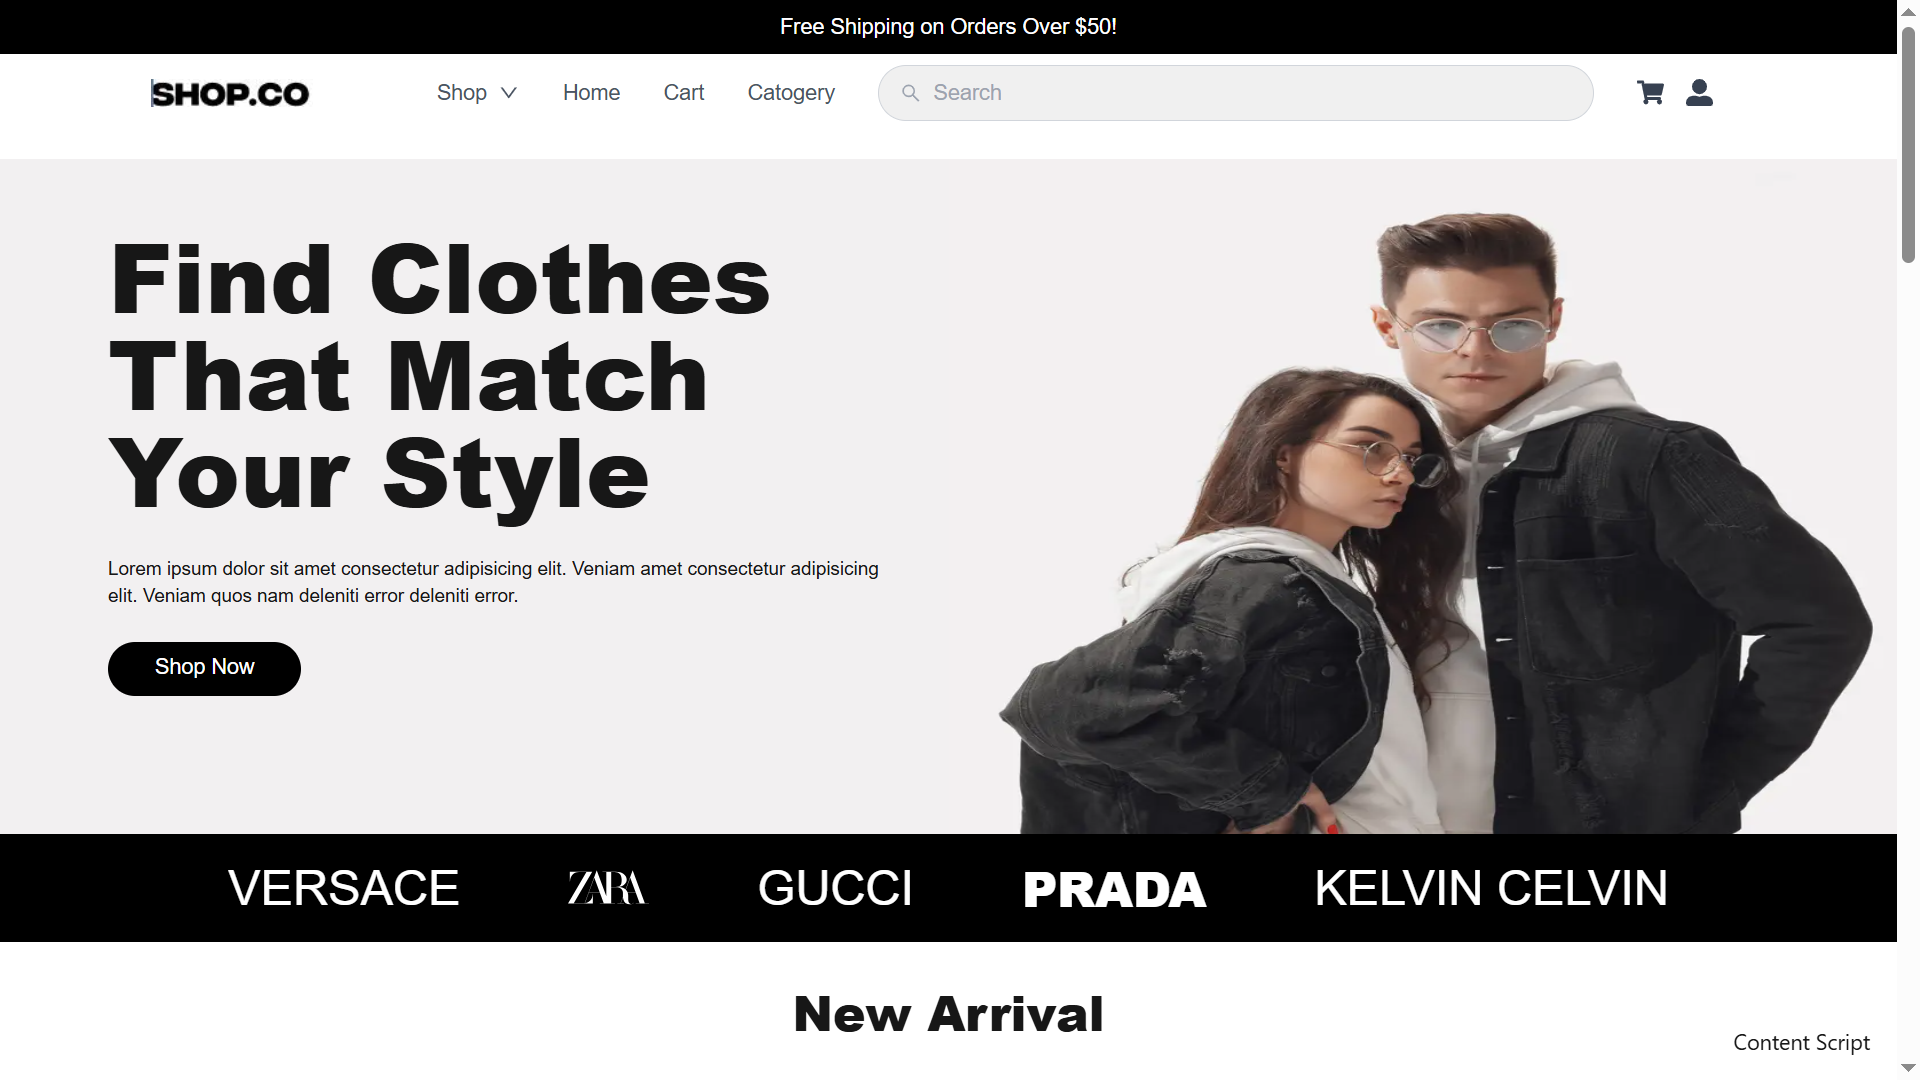 Free Shipping on Orders Over $50!
SHOP.CO
Shop
Home
Cart
Catogery
Search
Find Clothes
That Match
Your Style
Lorem ipsum dolor sit amet consectetur adipisicing elit. Veniam amet consectetur adipisicing
elit. Veniam quos nam deleniti error deleniti error.
Shop Now
VERSACE
ZARA
GUCCI
PRADA
KELVIN CELVIN
New Arrival
Content Script